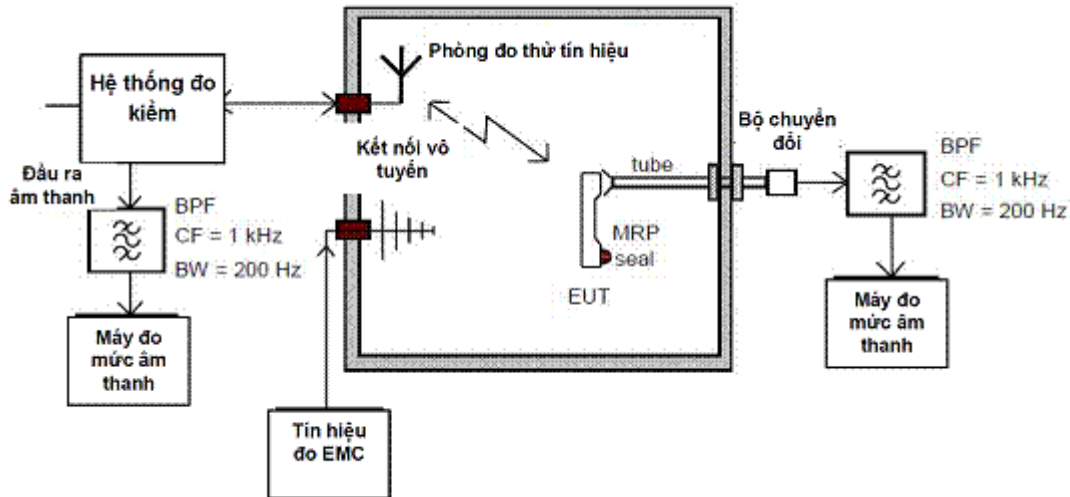 Hệ thống đo
kiểm
Đầu ra
âm thanh
BPF
CF = 1 kHz
BW = 200 Hz
Máy đo
mức âm
thanh
Phòng đo thử tín hiệu
Kết nối vô
tuyến
Tín hiệu
đo EMC
tube
MRP
seal
EUT
Bộ chuyển
đổi
BPF
CF = 1 kHz
BW = 200 Hz
Máy đo
mức âm
thanh